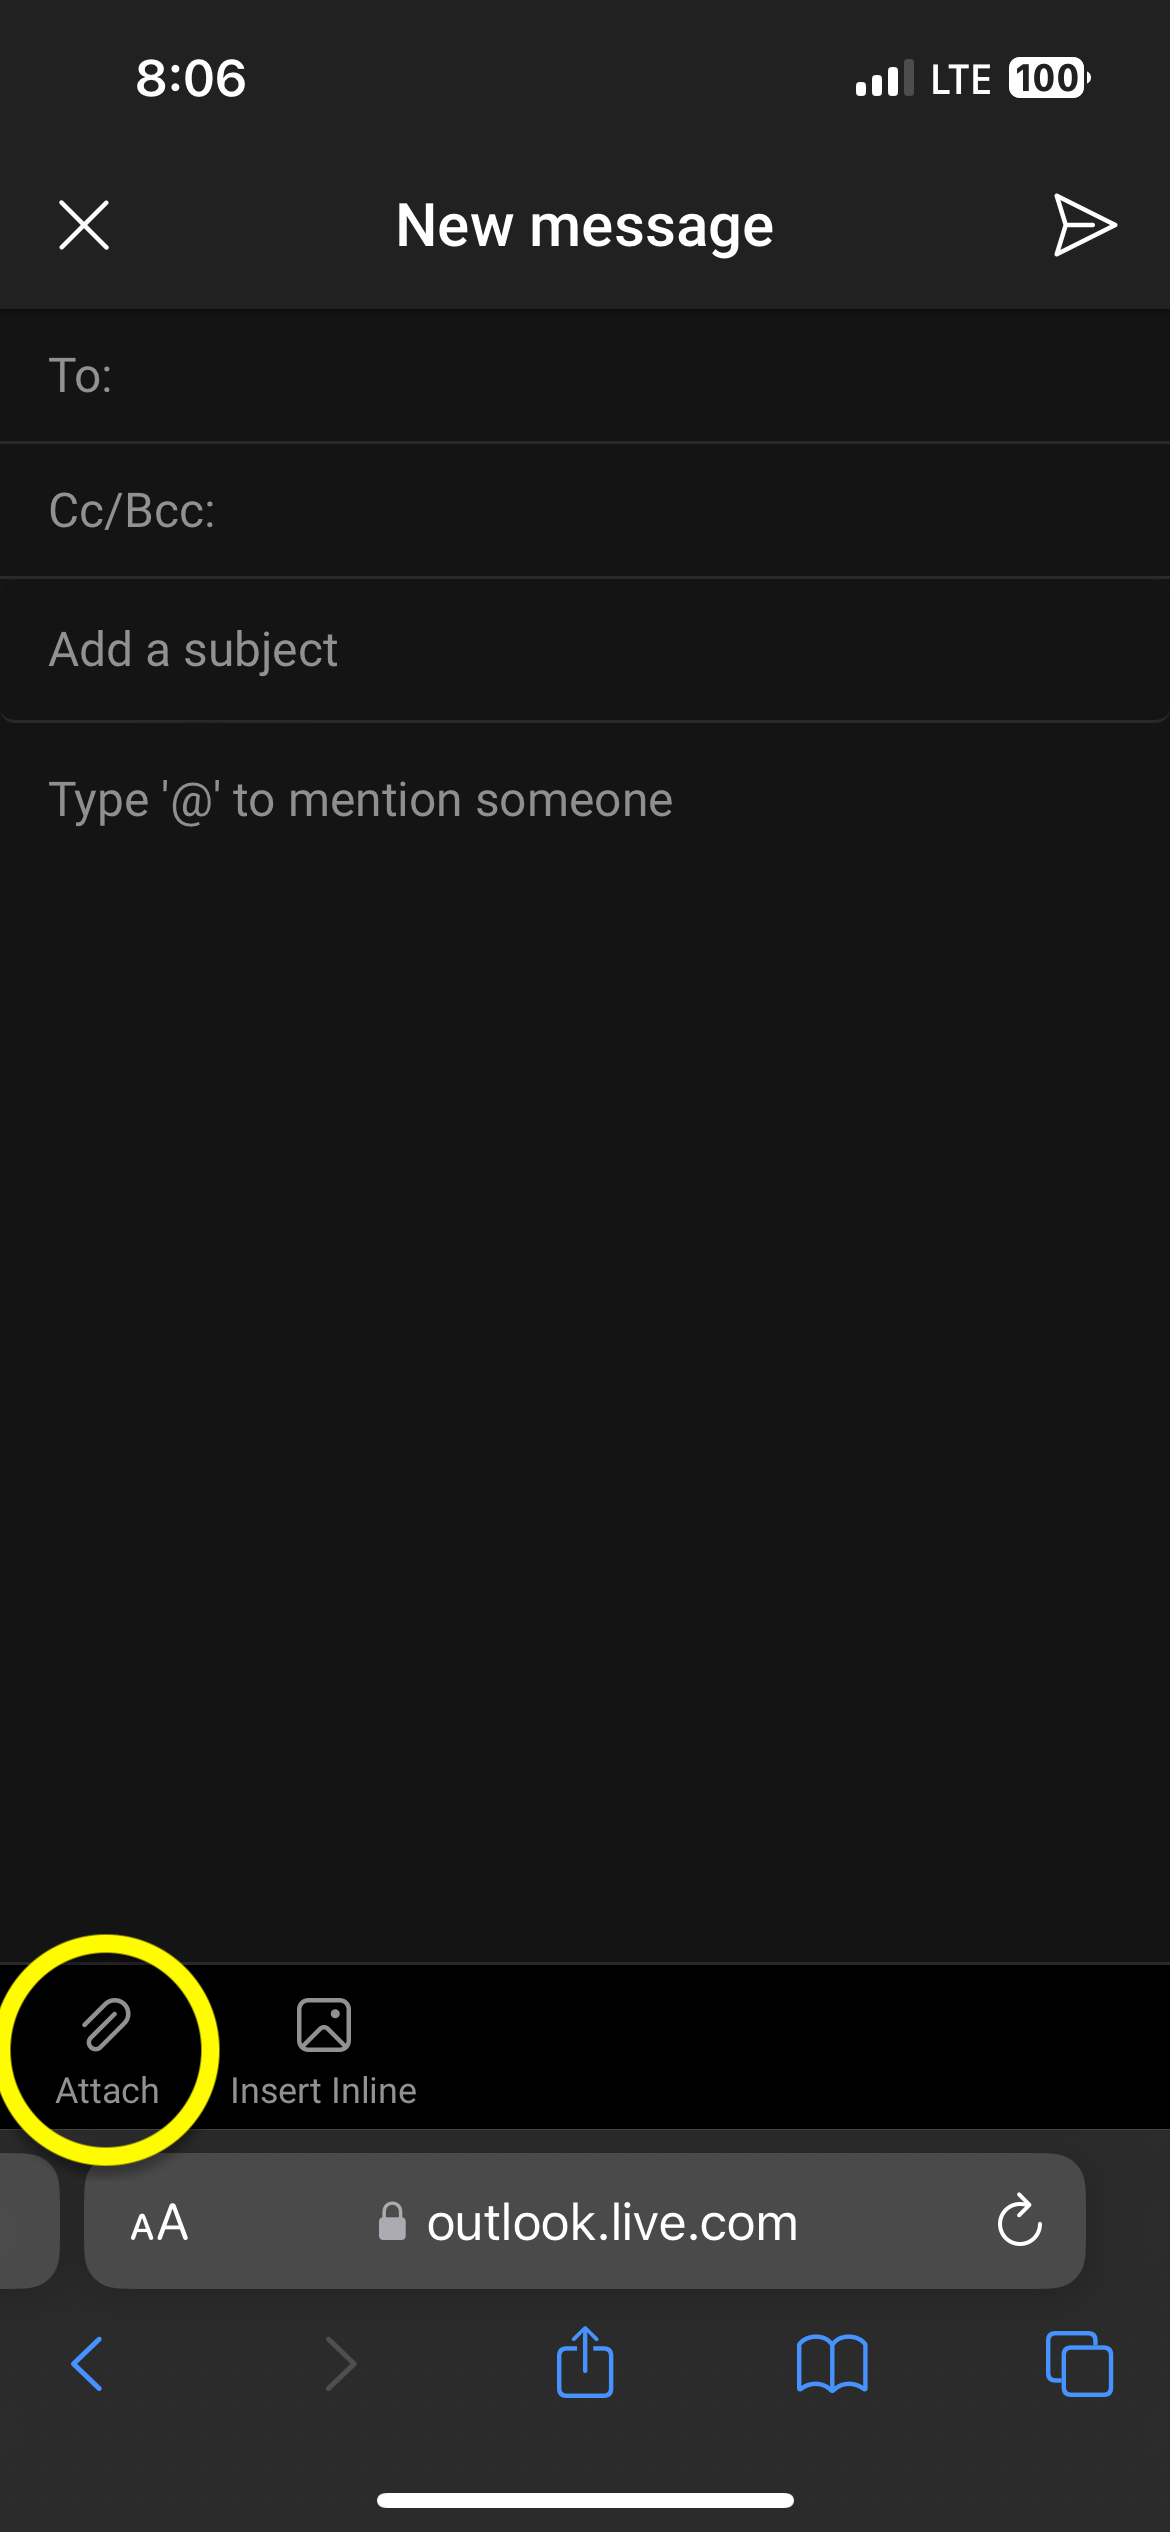 8:06 LTE 100
New message
To:
Cc/Bcc:
Add a subject
Type '@' to mention someone
Attach Insert Inline
AA outlook.live.com